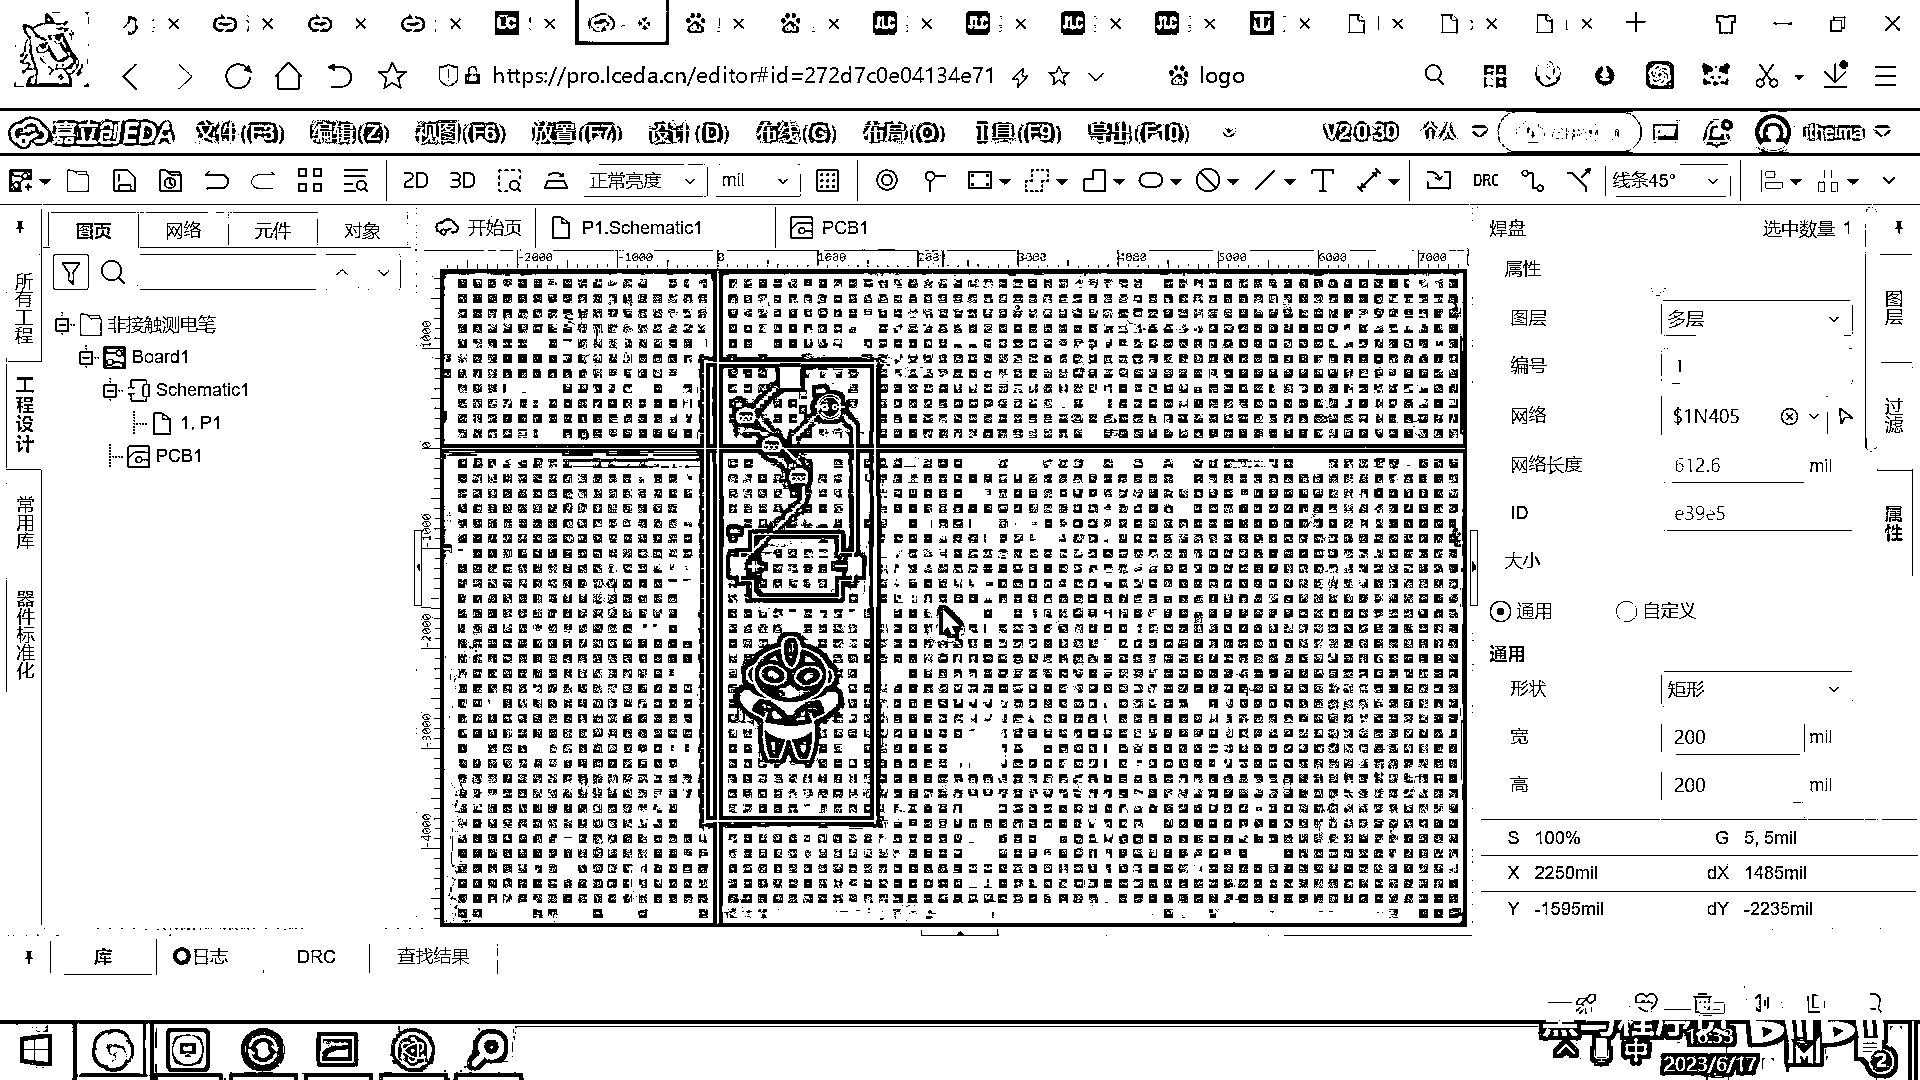 https://pro.lceda.cn/editor#id=272d7c0e04134e71
logo
嘉立创EDA 文件(F3) 编辑(Z) 视图(F6) 放置(F7) 设计(D) 布线(G) 布局(O) 工具(F9) 导出(F10) V2.0.30 个人 itheima
2D 3D 正常亮度 mil DRC 线条45°
图页 网络 元件 对象
开始页 P1.Schematic1 PCB1
所有工程
工程设计
常用库
器件标准化
非接触测电笔
Board1
Schematic1
1. P1
PCB1
-2000 -1000 0 1000 3000 4000 5000 6000 7000
1000
0
-1000
-2000
-3000
-4000
焊盘 选中数量 1
属性
图层 多层
编号 1
网络 $1N405
网络长度 612.6 mil
ID e39e5
大小
通用 自定义
通用
形状 矩形
宽 200 mil
高 200 mil
S 100% G 5, 5mil
X 2250mil dX 1485mil
Y -1595mil dY -2235mil
图层
过滤
属性
库 日志 DRC 查找结果
中
2023/6/17
2